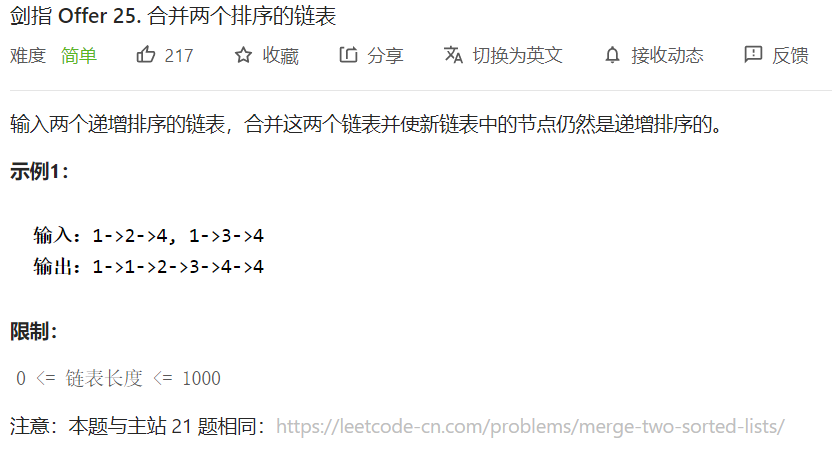 剑指 Offer 25. 合并两个排序的链表
难度 简单 217 收藏 分享 切换为英文 接收动态 反馈
输入两个递增排序的链表，合并这两个链表并使新链表中的节点仍然是递增排序的。
示例1：
输入：1->2->4, 1->3->4
输出：1->1->2->3->4->4
限制：
0 <= 链表长度 <= 1000
注意：本题与主站 21 题相同：https://leetcode-cn.com/problems/merge-two-sorted-lists/